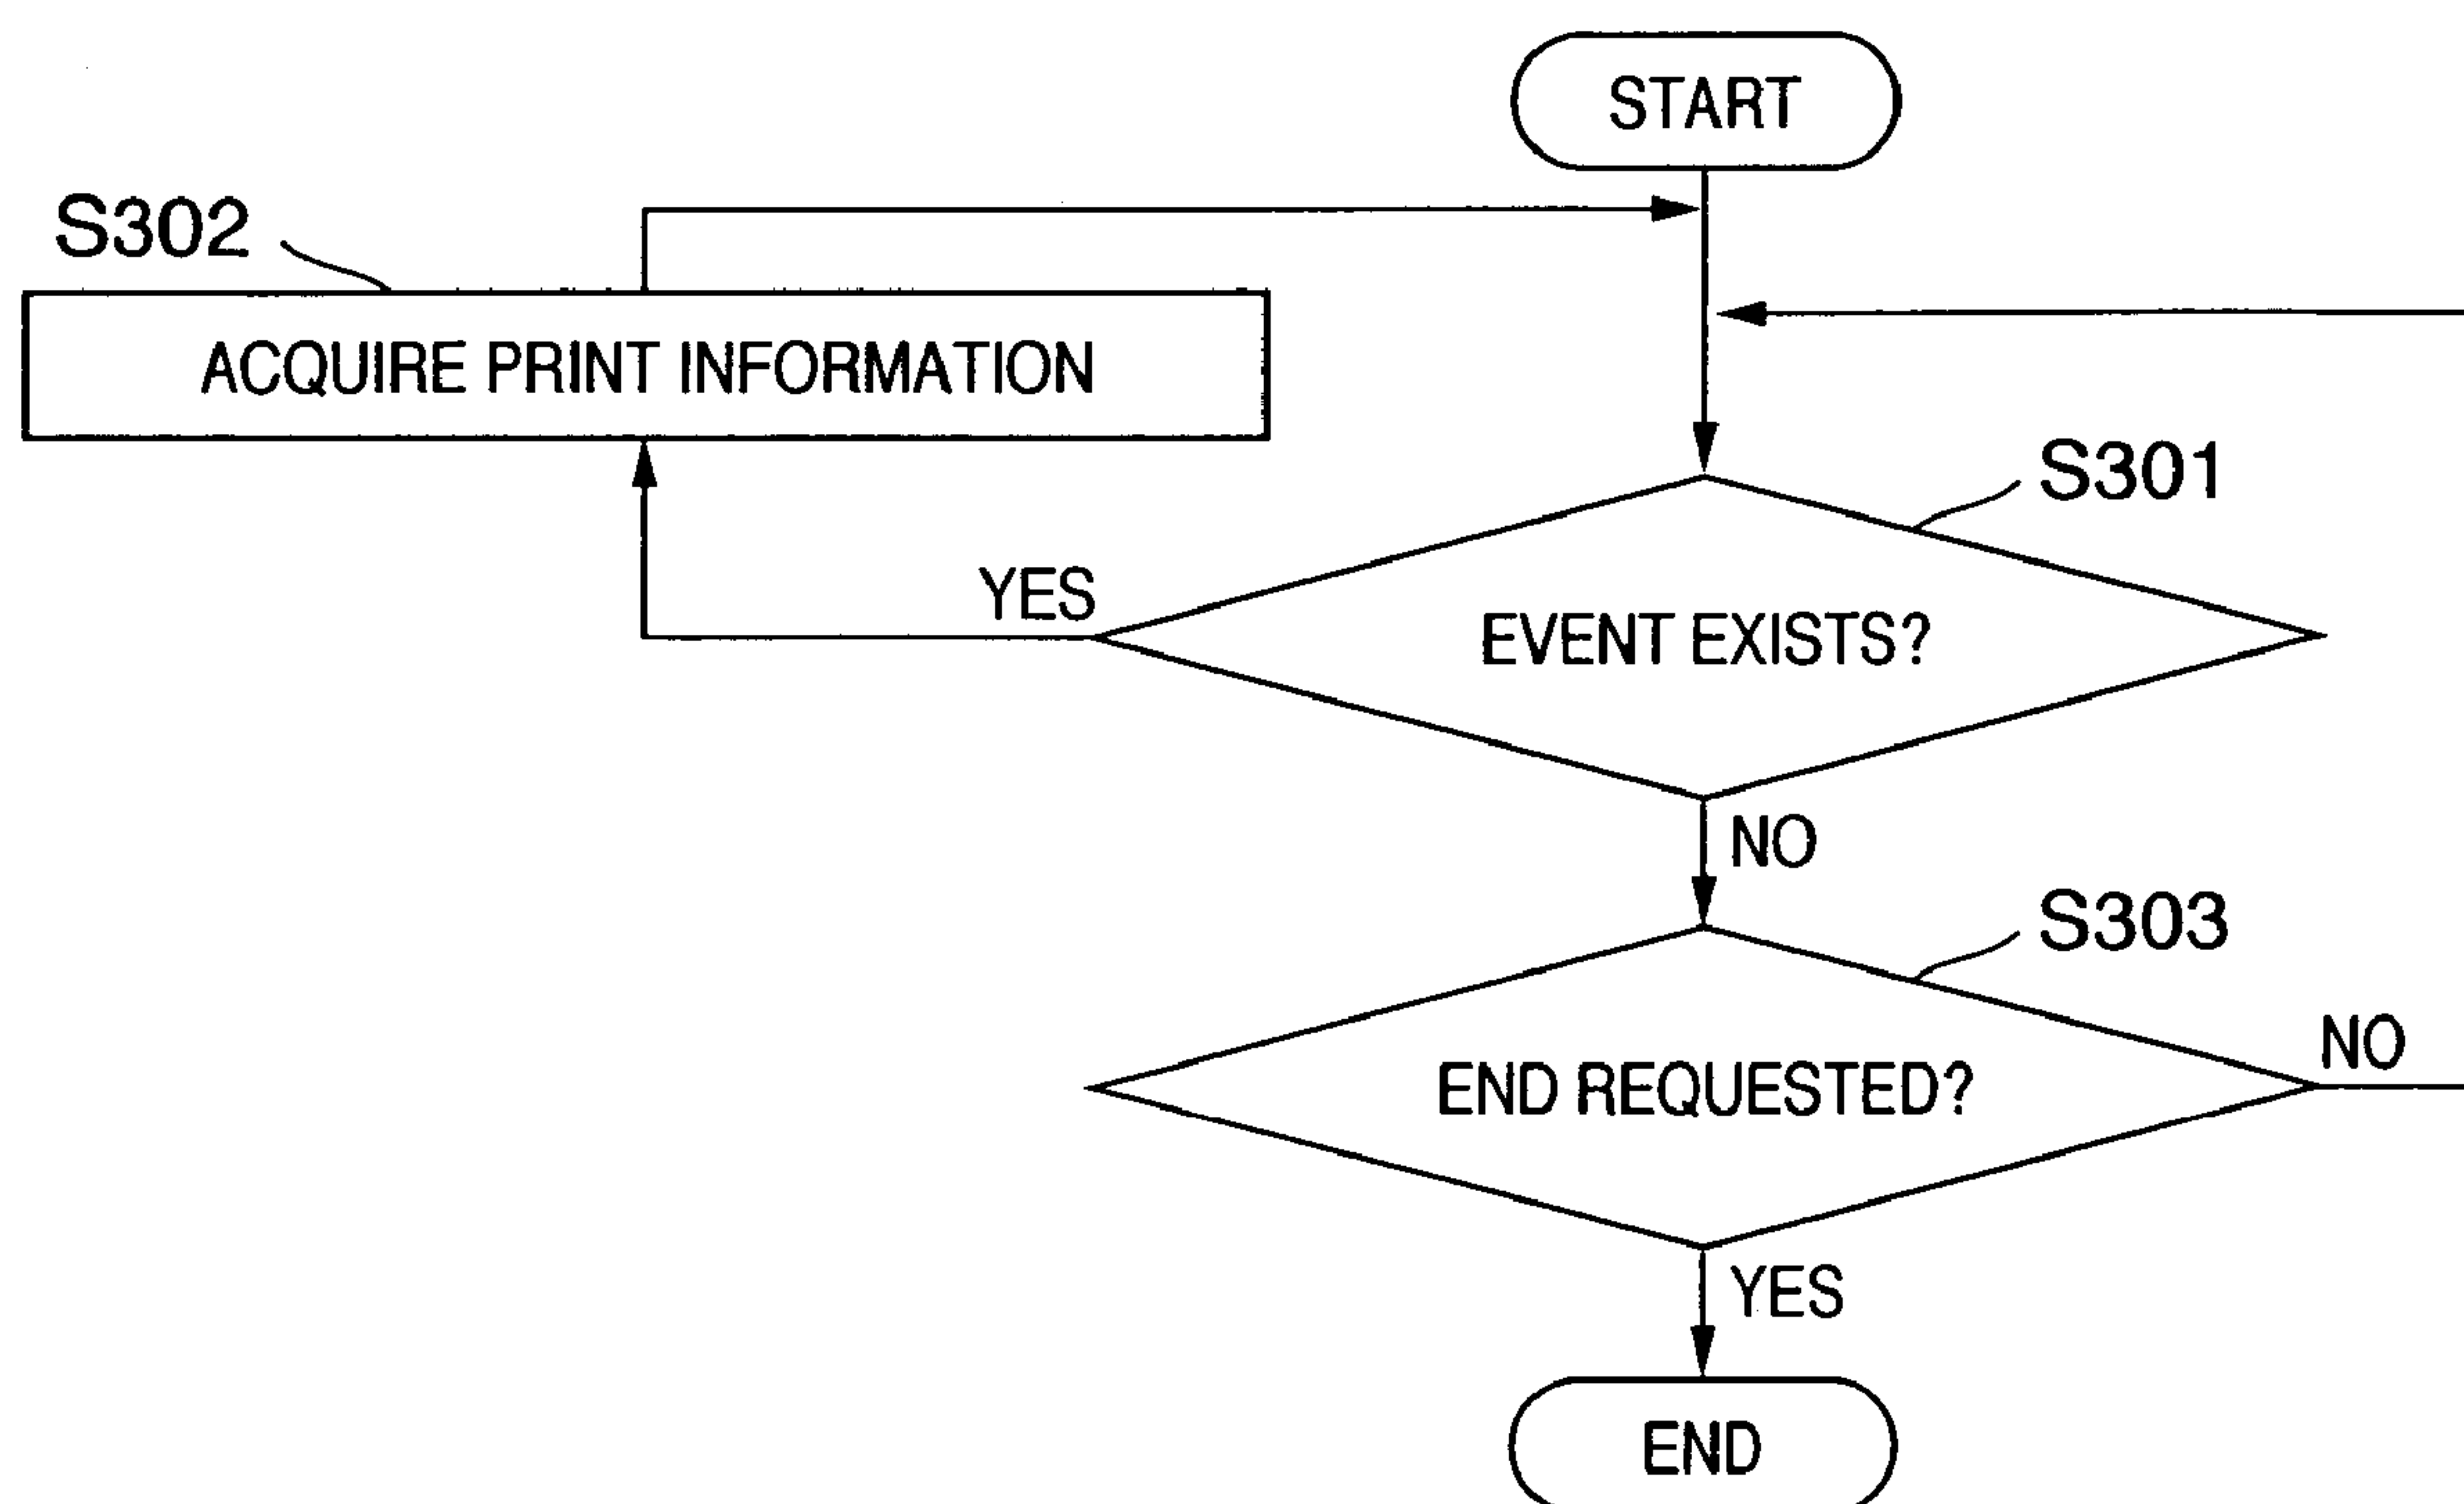 START
S302
ACQUIRE PRINT INFORMATION
S301
YES
EVENT EXISTS?
NO
S303
NO
END REQUESTED?
YES
END